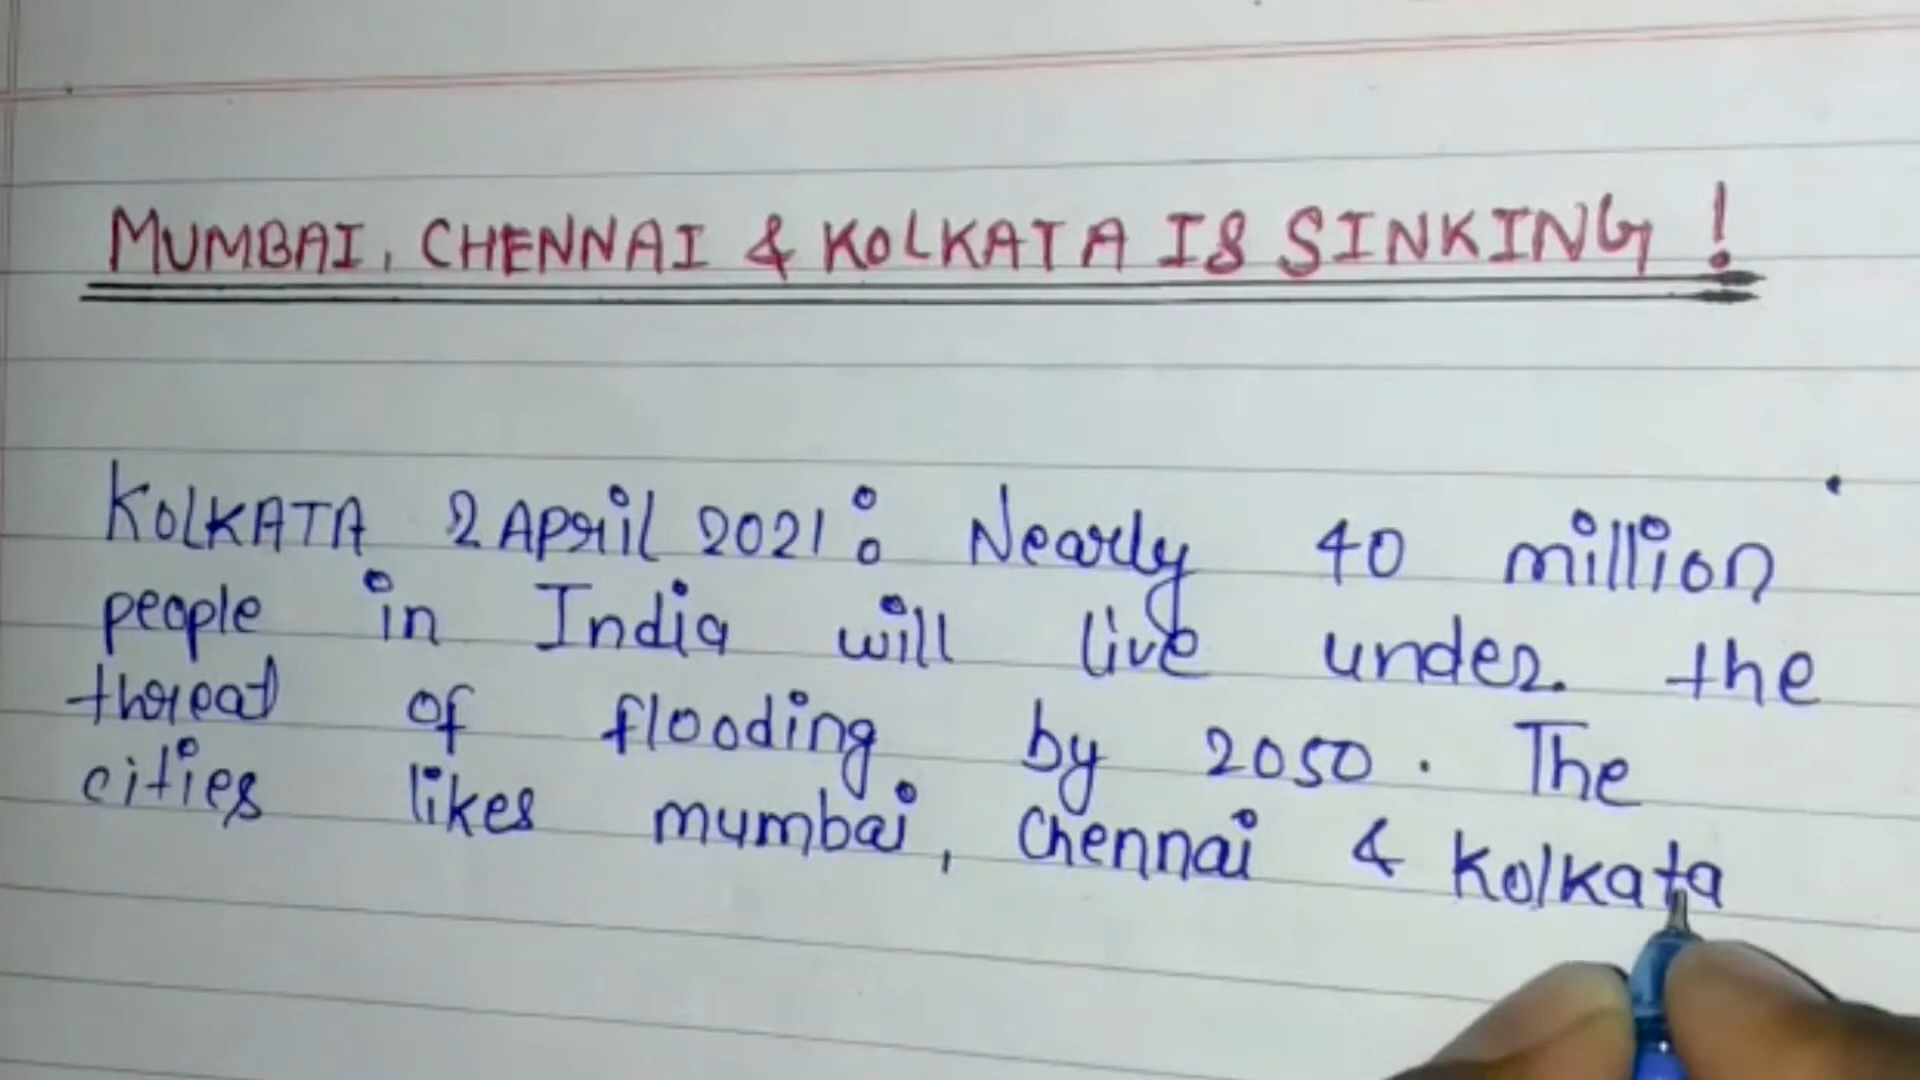 MUMBAI, CHENNAI & KOLKATA IS SINKING!
KOLKATA 2 April 2021: Nearly 40 million
people in India will live under the
threat of flooding by 2050. The
cities likes mumbai, Chennai & Kolkata